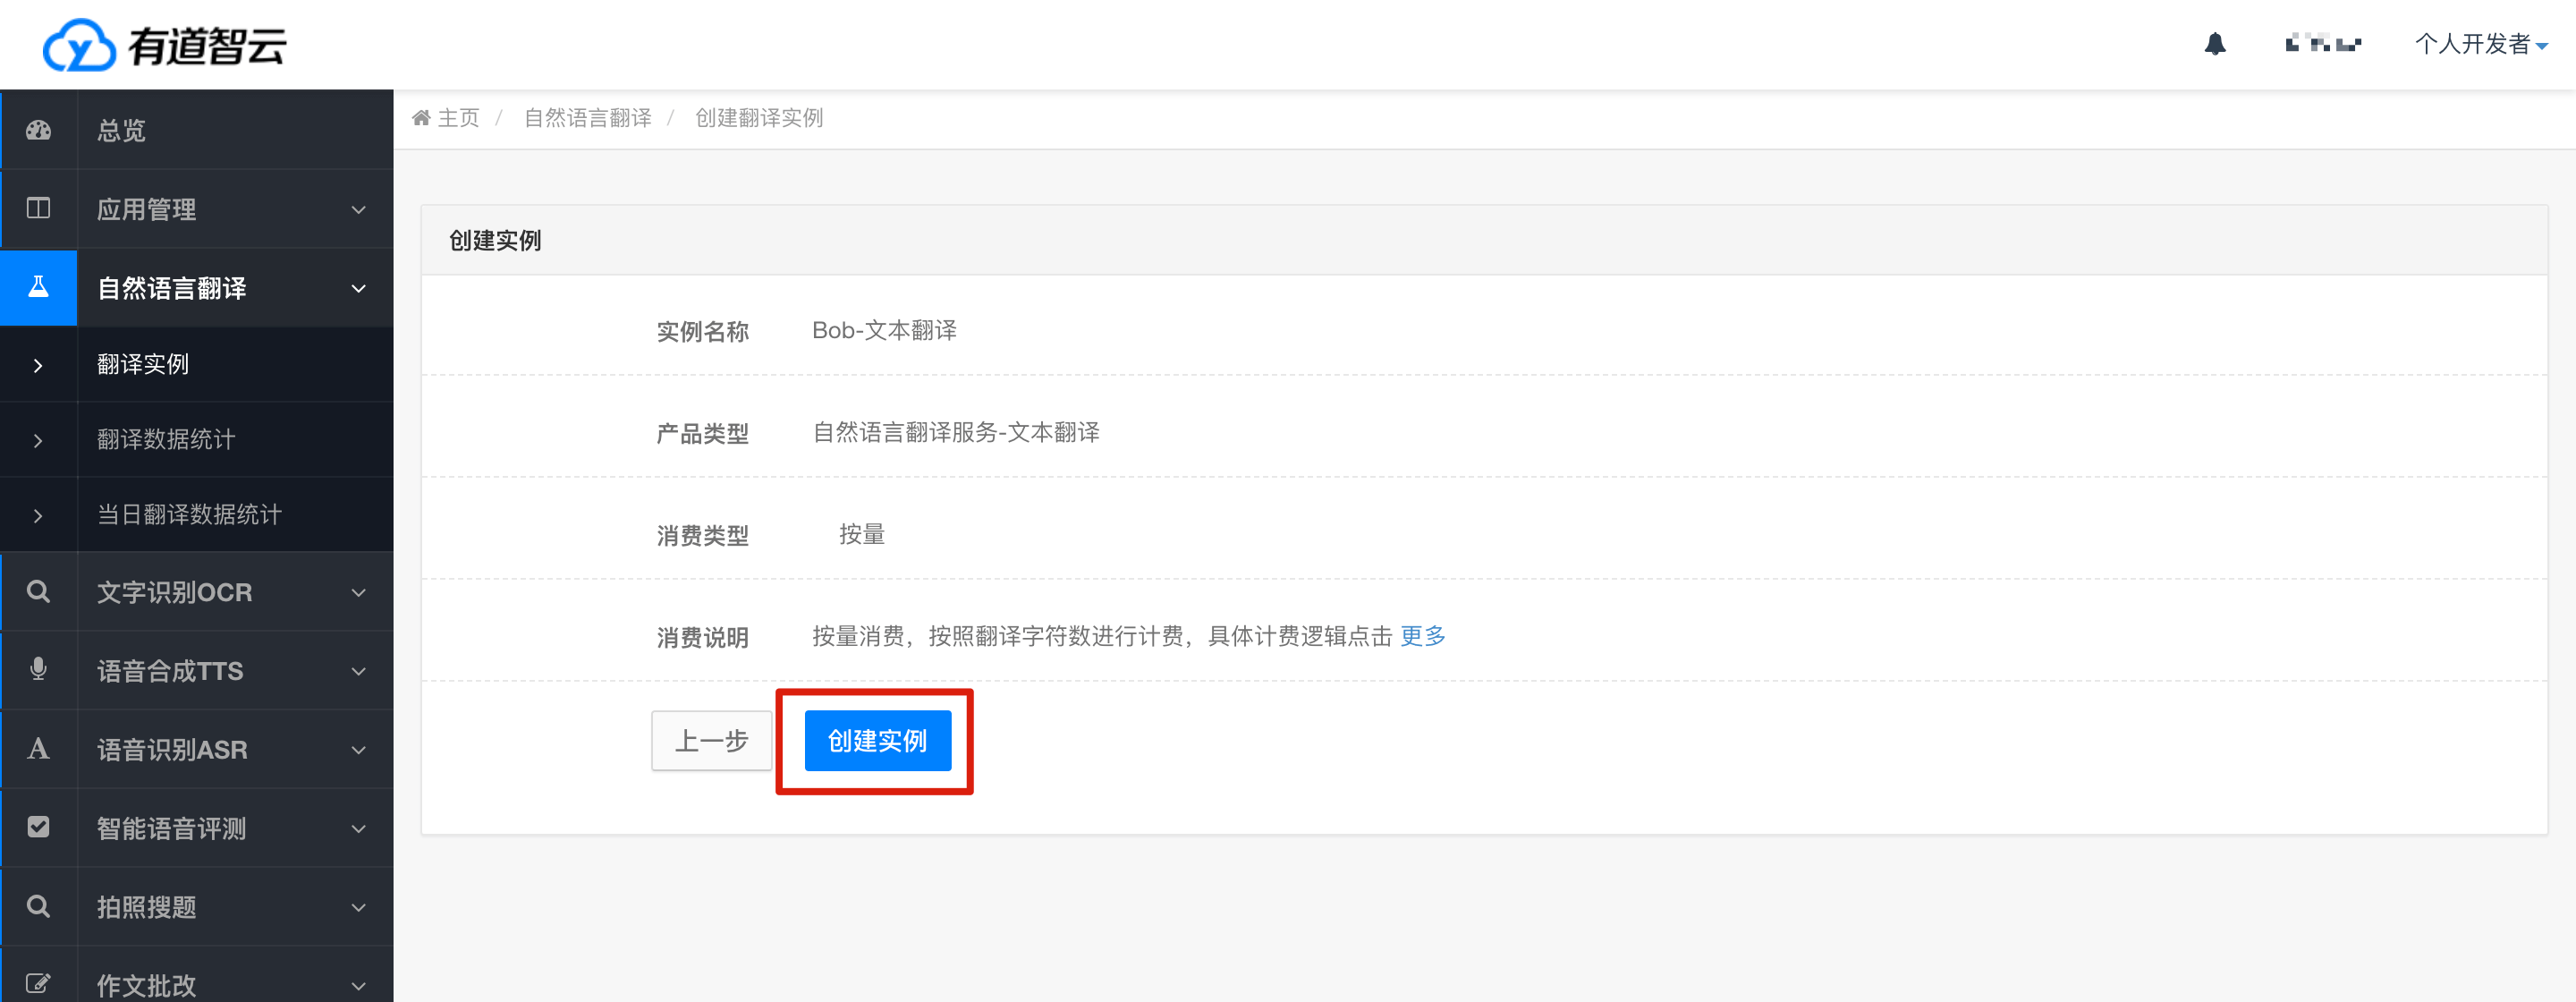 有道智云
个人开发者
主页 / 自然语言翻译 / 创建翻译实例
总览
应用管理
自然语言翻译
翻译实例
翻译数据统计
当日翻译数据统计
文字识别OCR
语音合成TTS
语音识别ASR
智能语音评测
拍照搜题
作文批改
创建实例
实例名称 Bob-文本翻译
产品类型 自然语言翻译服务-文本翻译
消费类型 按量
消费说明 按量消费，按照翻译字符数进行计费，具体计费逻辑点击 更多
上一步 创建实例